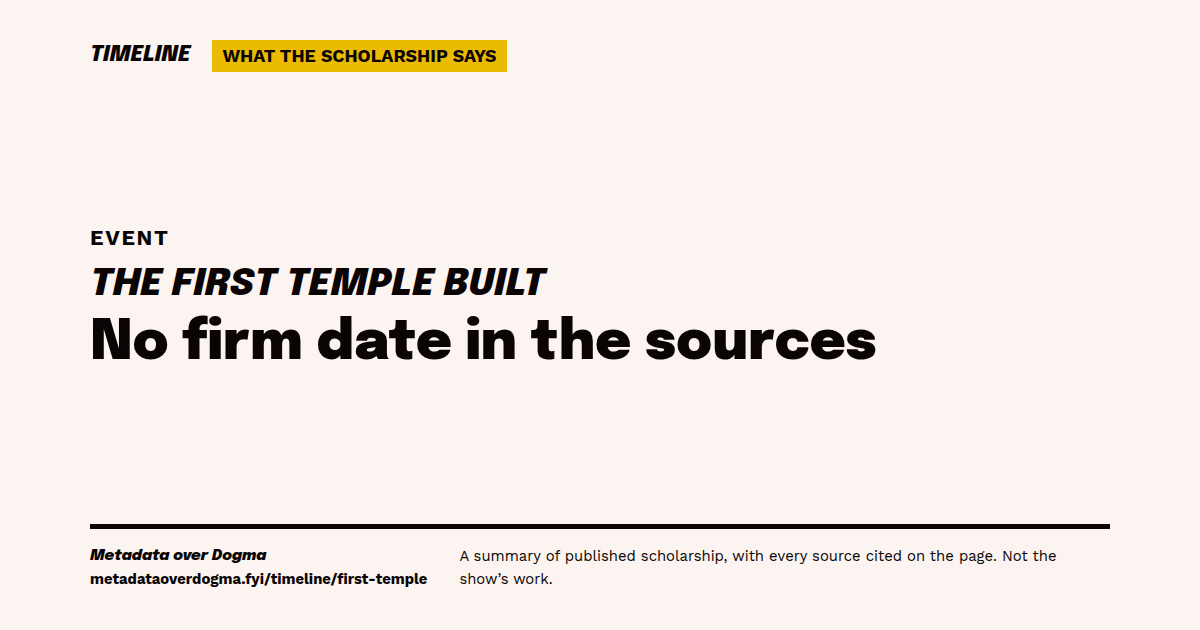 TIMELINE
WHAT THE SCHOLARSHIP SAYS
EVENT
THE FIRST TEMPLE BUILT
No firm date in the sources
Metadata over Dogma
metadataoverdogma.fyi/timeline/first-temple
A summary of published scholarship, with every source cited on the page. Not the
show’s work.